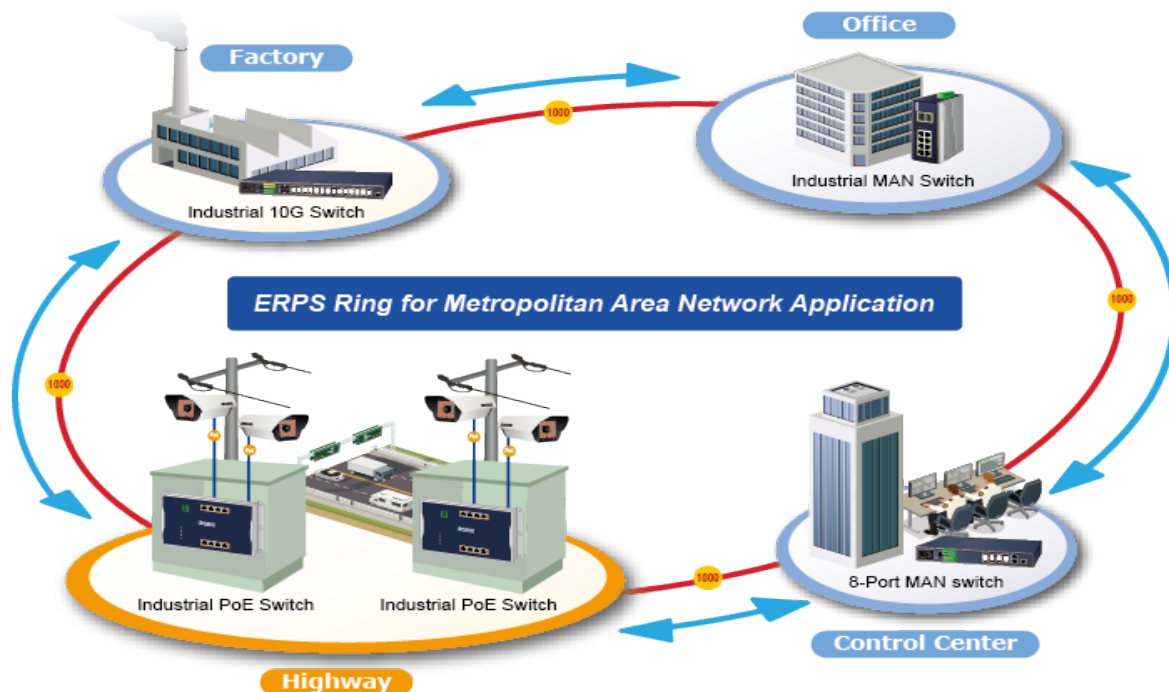 Factory
Office
1000
Industrial 10G Switch
Industrial MAN Switch
ERPS Ring for Metropolitan Area Network Application
1000
1000
Industrial PoE Switch
Industrial PoE Switch
1000
8-Port MAN switch
Control Center
Highway